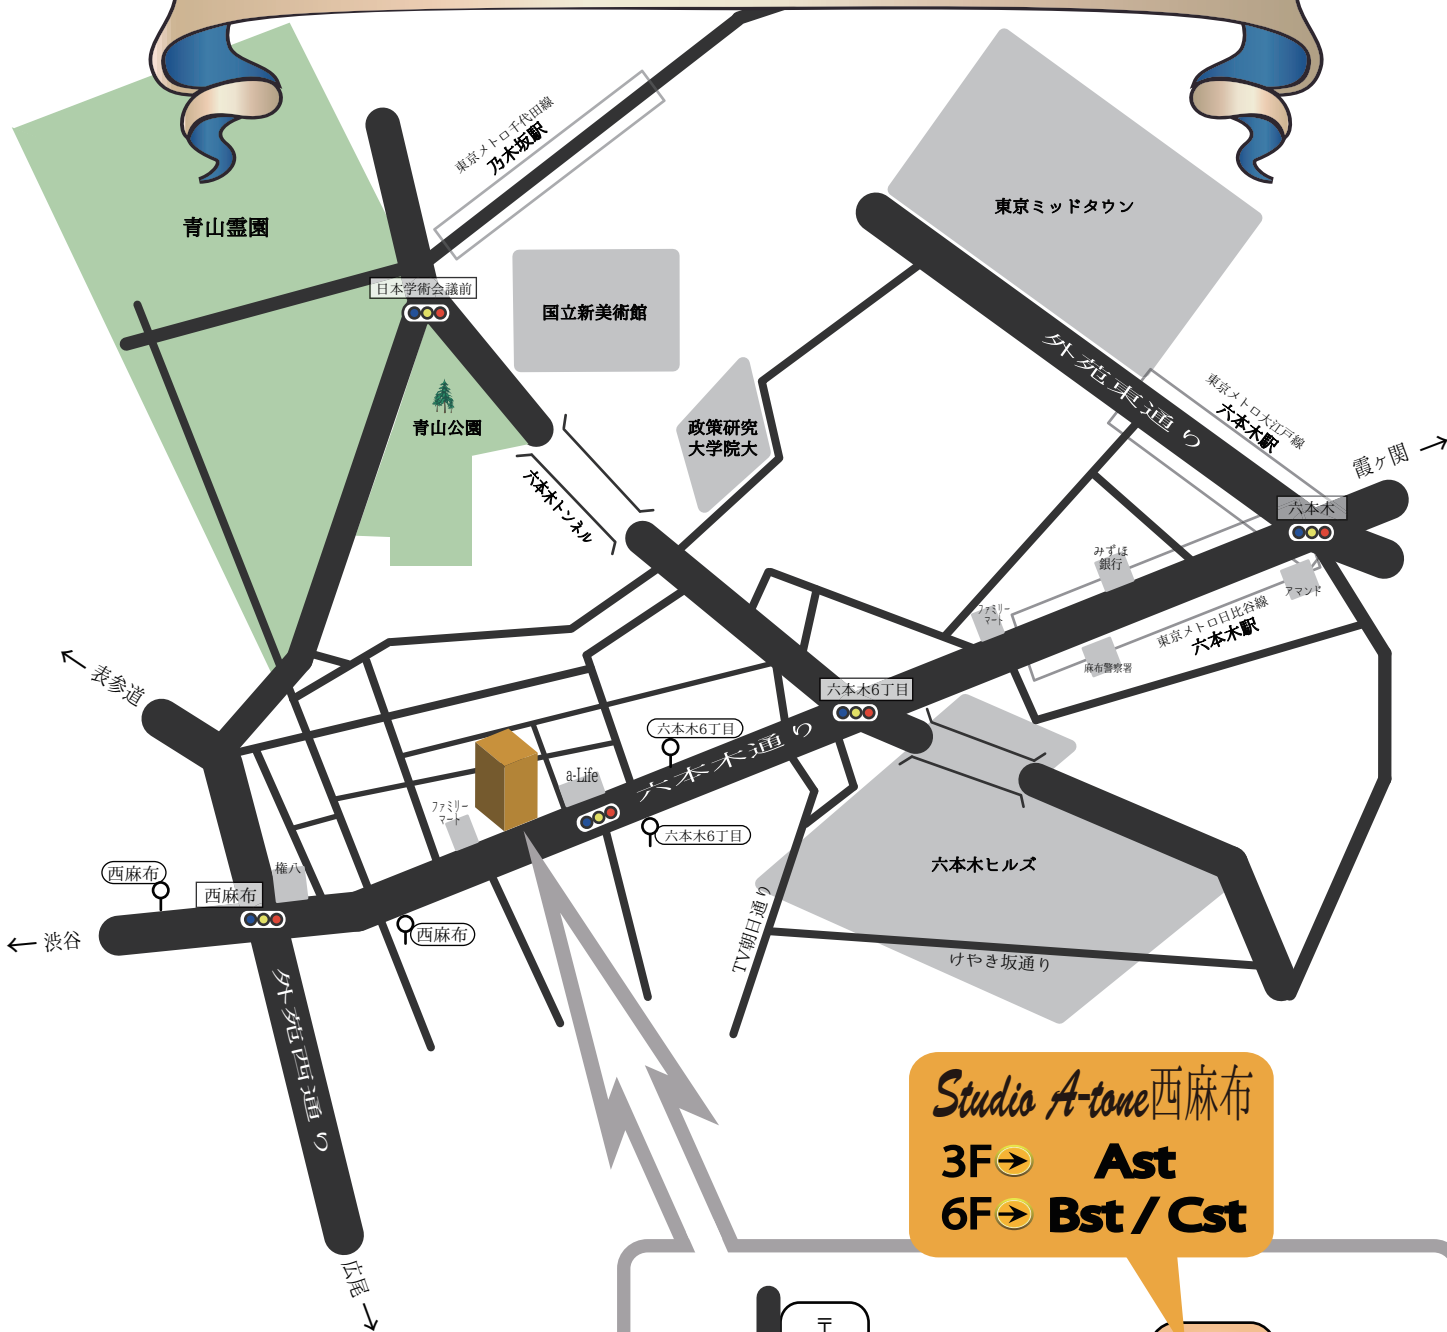 東京メトロ千代田線
乃木坂駅
青山霊園
東京ミッドタウン
日本学術会議前
国立新美術館
外苑東通り
東京メトロ大江戸線
六本木駅
青山公園
政策研究
大学院大
霞ヶ関 →
六本木トンネル
六本木
みずほ
銀行
アマンド
ファミリー
マート
東京メトロ日比谷線
六本木駅
麻布警察署
← 表参道
六本木6丁目
六本木6丁目
六本木通り
a-Life
ファミリー
マート
六本木6丁目
六本木ヒルズ
権八
西麻布
西麻布
西麻布
← 渋谷
TV朝日通り
けやき坂通り
外苑西通り
Studio A-tone西麻布
3F→ Ast
6F→ Bst / Cst
広尾 →
〒